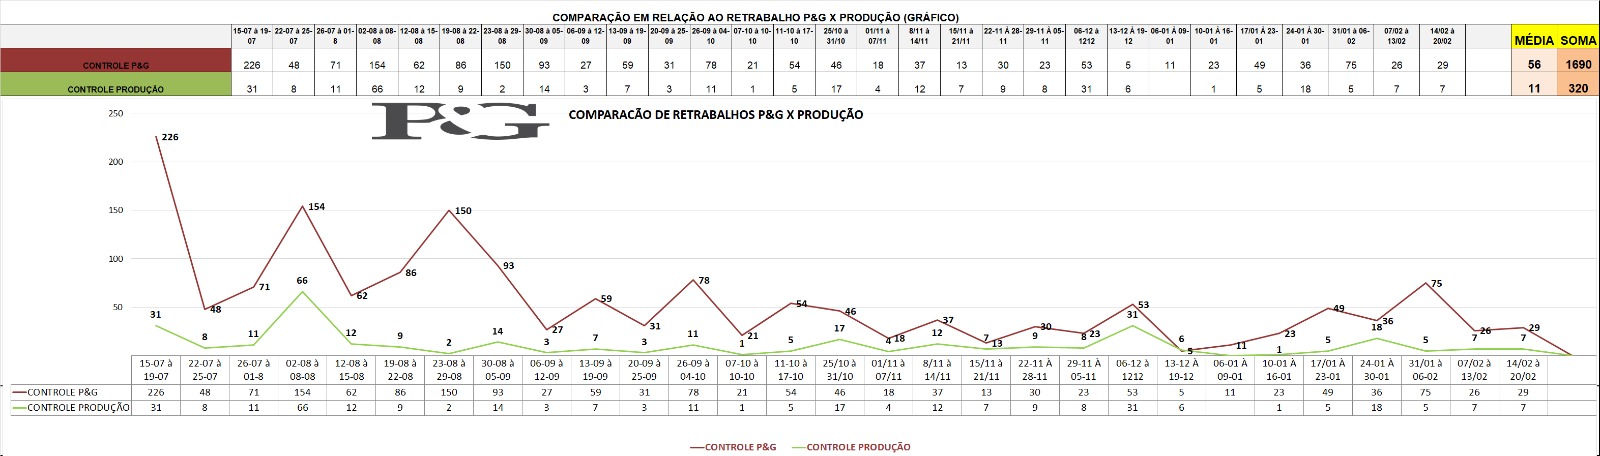 COMPARAÇÃO EM RELAÇÃO AO RETRABALHO P&G X PRODUÇÃO (GRÁFICO)
15-07 à 19-07 22-07 à 25-07 26-07 à 01-8 02-08 à 08-08 12-08 à 15-08 19-08 à 22-08 23-08 à 29-08 30-08 à 05-09 06-09 à 12-09 13-09 à 19-09 20-09 à 25-09 26-09 à 04-10 07-10 à 10-10 11-10 à 17-10 25/10 à 31/10 01/11 à 07/11 8/11 à 14/11 15/11 à 21/11 22-11 À 28-11 29-11 À 05-11 06-12 à 1212 13-12 À 19-12 06-01 À 09-01 10-01 À 16-01 17/01 À 23-01 24-01 À 30-01 31/01 à 06-02 07/02 à 13/02 14/02 à 20/02 MÉDIA SOMA
CONTROLE P&G 226 48 71 154 62 86 150 93 27 59 31 78 21 54 46 18 37 13 30 23 53 5 11 23 49 36 75 26 29 56 1690
CONTROLE PRODUÇÃO 31 8 11 66 12 9 2 14 3 7 3 11 1 5 17 4 12 7 9 8 31 6 1 5 18 5 7 7 11 320
P&G
COMPARACÃO DE RETRABALHOS P&G X PRODUÇÃO
250
200
150
100
50
226 48 71 154 62 86 150 93 27 59 31 78 21 54 46 18 37 13 30 23 53 5 11 23 49 36 75 26 29
31 8 11 66 12 9 2 14 3 7 3 11 1 5 17 4 12 7 9 8 31 6 1 5 18 5 7 7
15-07 à 22-07 à 26-07 à 02-08 à 12-08 à 19-08 à 23-08 à 30-08 à 06-09 à 13-09 à 20-09 à 26-09 à 07-10 à 11-10 à 25/10 à 01/11 à 8/11 à 15/11 à 22-11 À 29-11 À 06-12 à 13-12 À 06-01 À 10-01 À 17/01 À 24-01 À 31/01 à 07/02 à 14/02 à
19-07 25-07 01-8 08-08 15-08 22-08 29-08 05-09 12-09 19-09 25-09 04-10 10-10 17-10 31/10 07/11 14/11 21/11 28-11 05-11 1212 19-12 09-01 16-01 23-01 30-01 06-02 13/02 20/02
CONTROLE P&G 226 48 71 154 62 86 150 93 27 59 31 78 21 54 46 18 37 13 30 23 53 5 11 23 49 36 75 26 29
CONTROLE PRODUÇÃO 31 8 11 66 12 9 2 14 3 7 3 11 1 5 17 4 12 7 9 8 31 6 1 5 18 5 7 7
CONTROLE P&G CONTROLE PRODUÇÃO